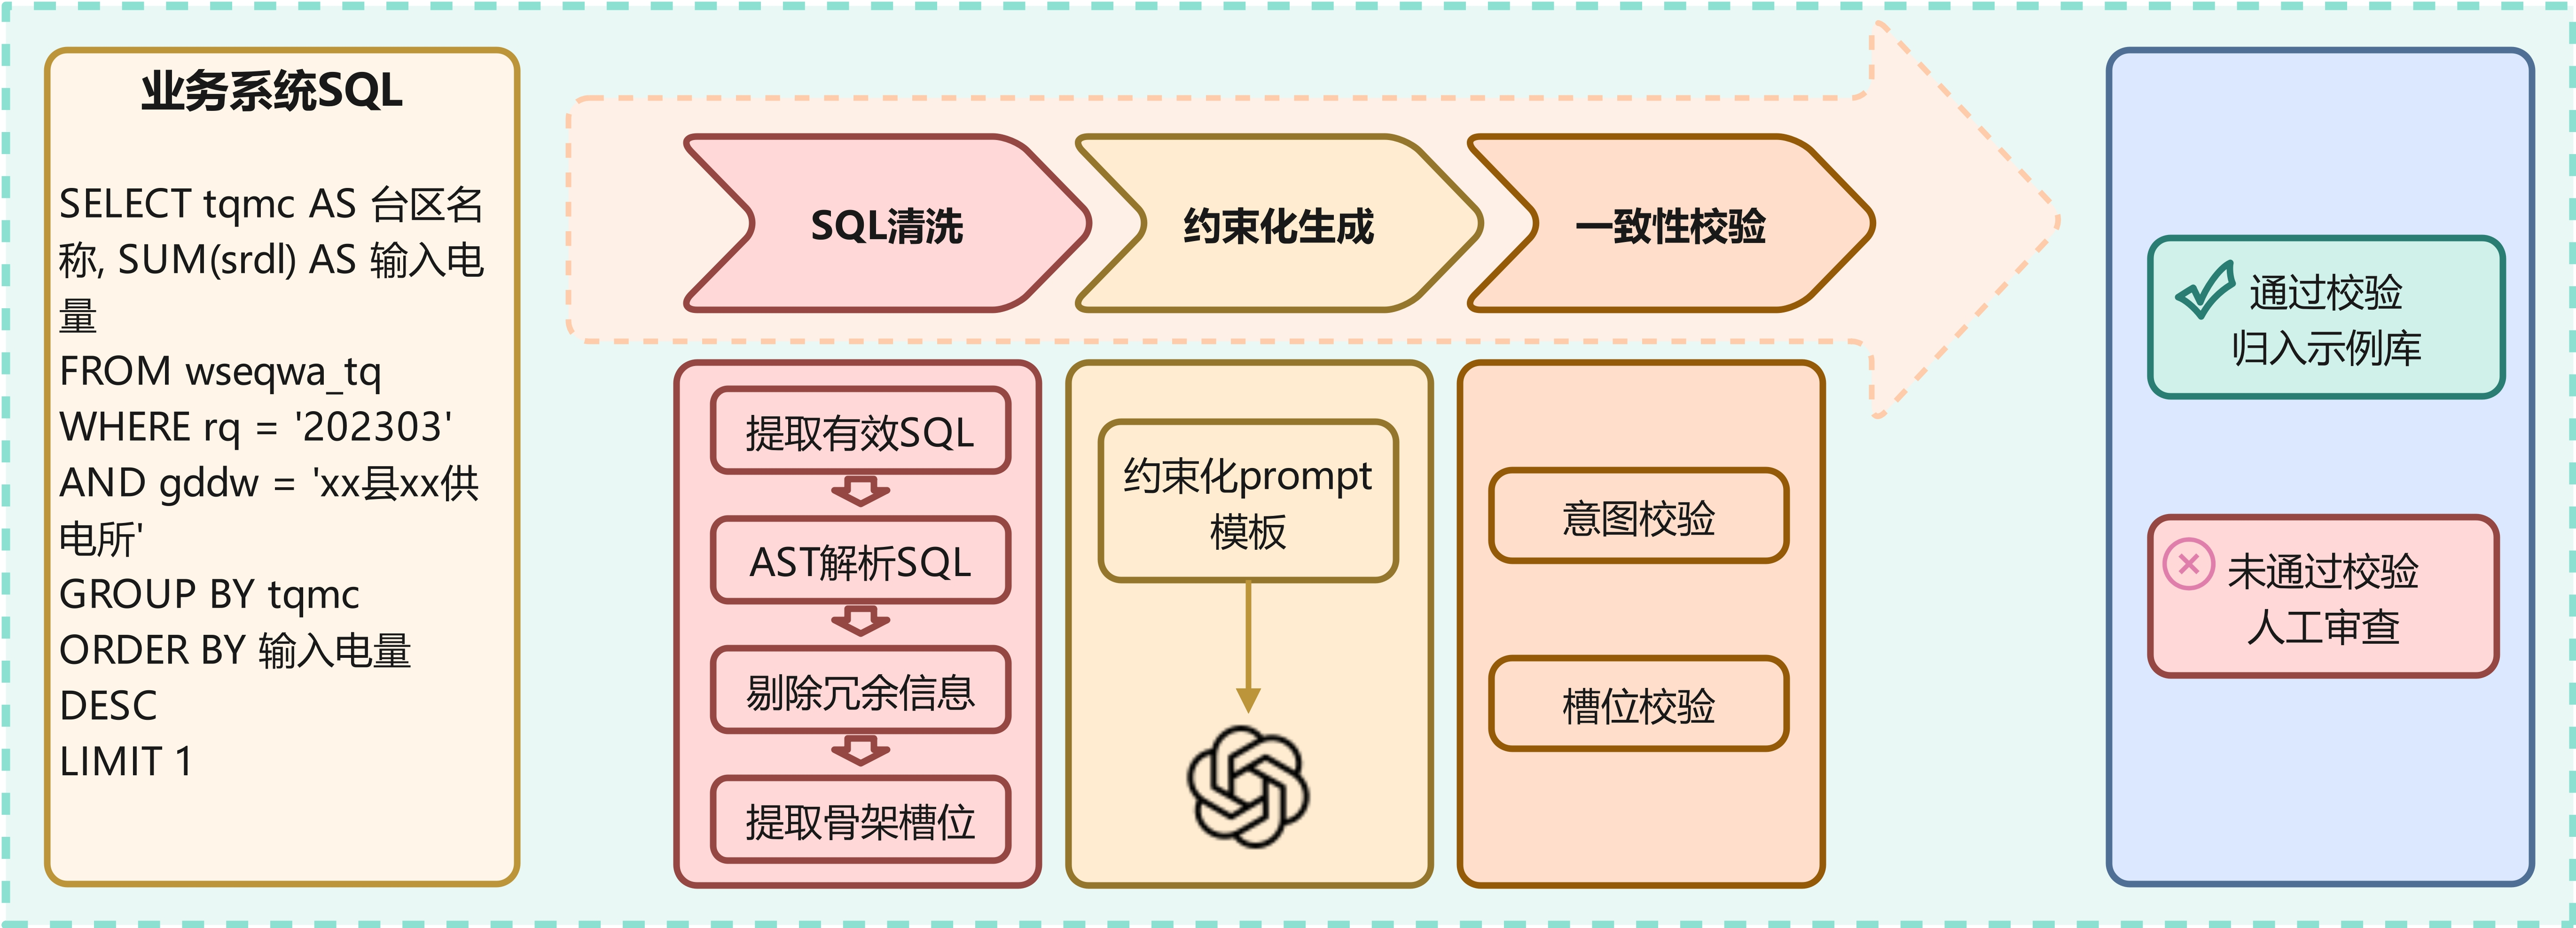 业务系统SQL
SELECT tqmc AS 台区名
称, SUM(srdl) AS 输入电
量
FROM wseqwa_tq
WHERE rq = '202303'
AND gddw = 'xx县xx供
电所'
GROUP BY tqmc
ORDER BY 输入电量
DESC
LIMIT 1
SQL清洗
约束化生成
一致性校验
提取有效SQL
AST解析SQL
剔除冗余信息
提取骨架槽位
约束化prompt
模板
意图校验
槽位校验
通过校验
归入示例库
未通过校验
人工审查